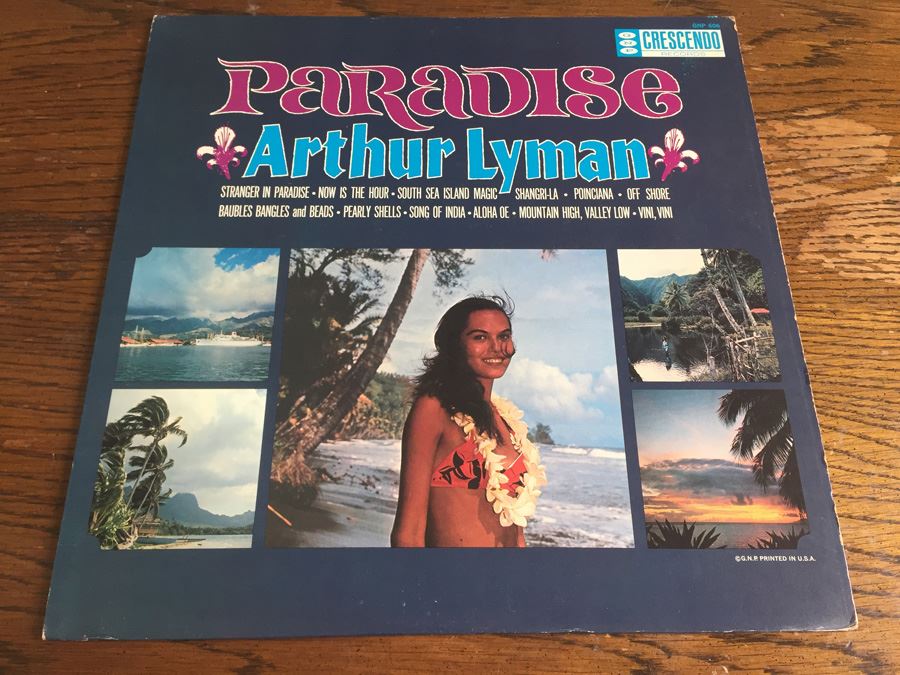 GNP 606
CRESCENDO
RECORDS
PARADISE
Arthur Lyman
STRANGER IN PARADISE • NOW IS THE HOUR • SOUTH SEA ISLAND MAGIC • SHANGRI-LA • POINCIANA • OFF SHORE
BAUBLES BANGLES and BEADS • PEARLY SHELLS • SONG OF INDIA • ALOHA OE • MOUNTAIN HIGH, VALLEY LOW • VINI, VINI
©G.N.P. PRINTED IN U.S.A.